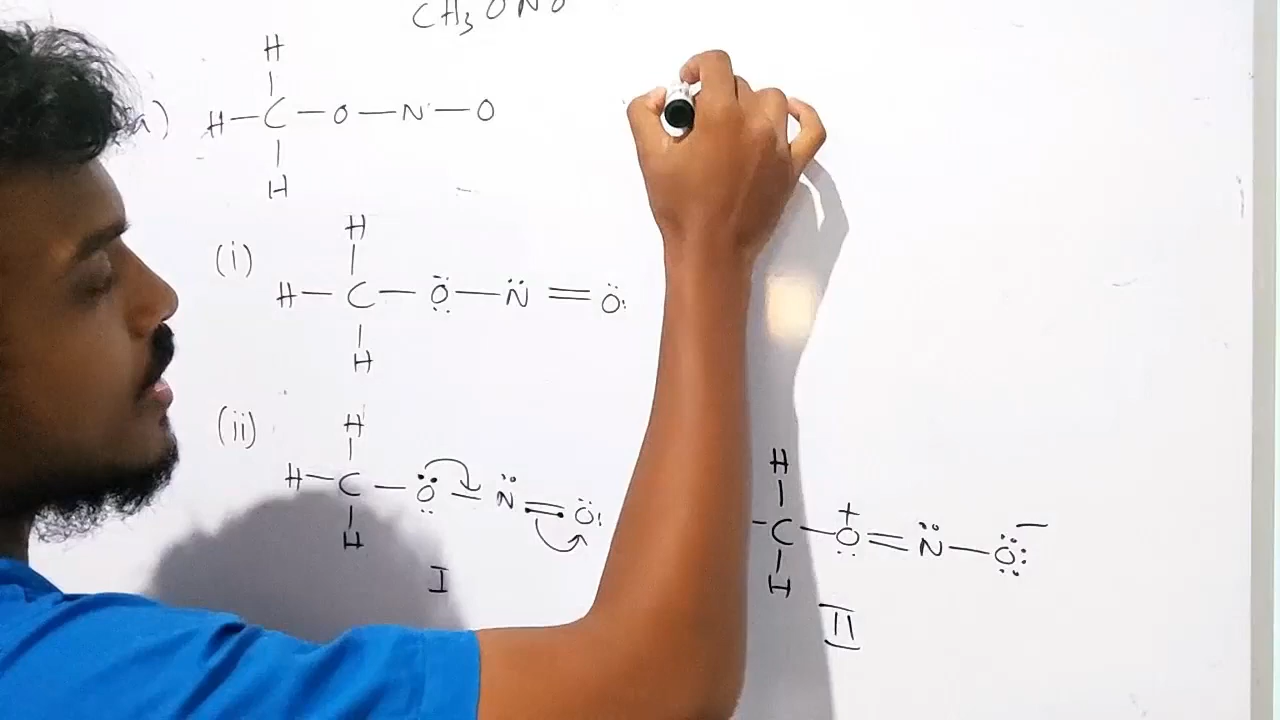 CH3ONO
a)
H
H — C — O — N — O
H
(i)
H
H — C — O — N = O
H
(ii)
H
H — C — O — N = O
H
I
H
— C — O = N — O
+ −
H
II